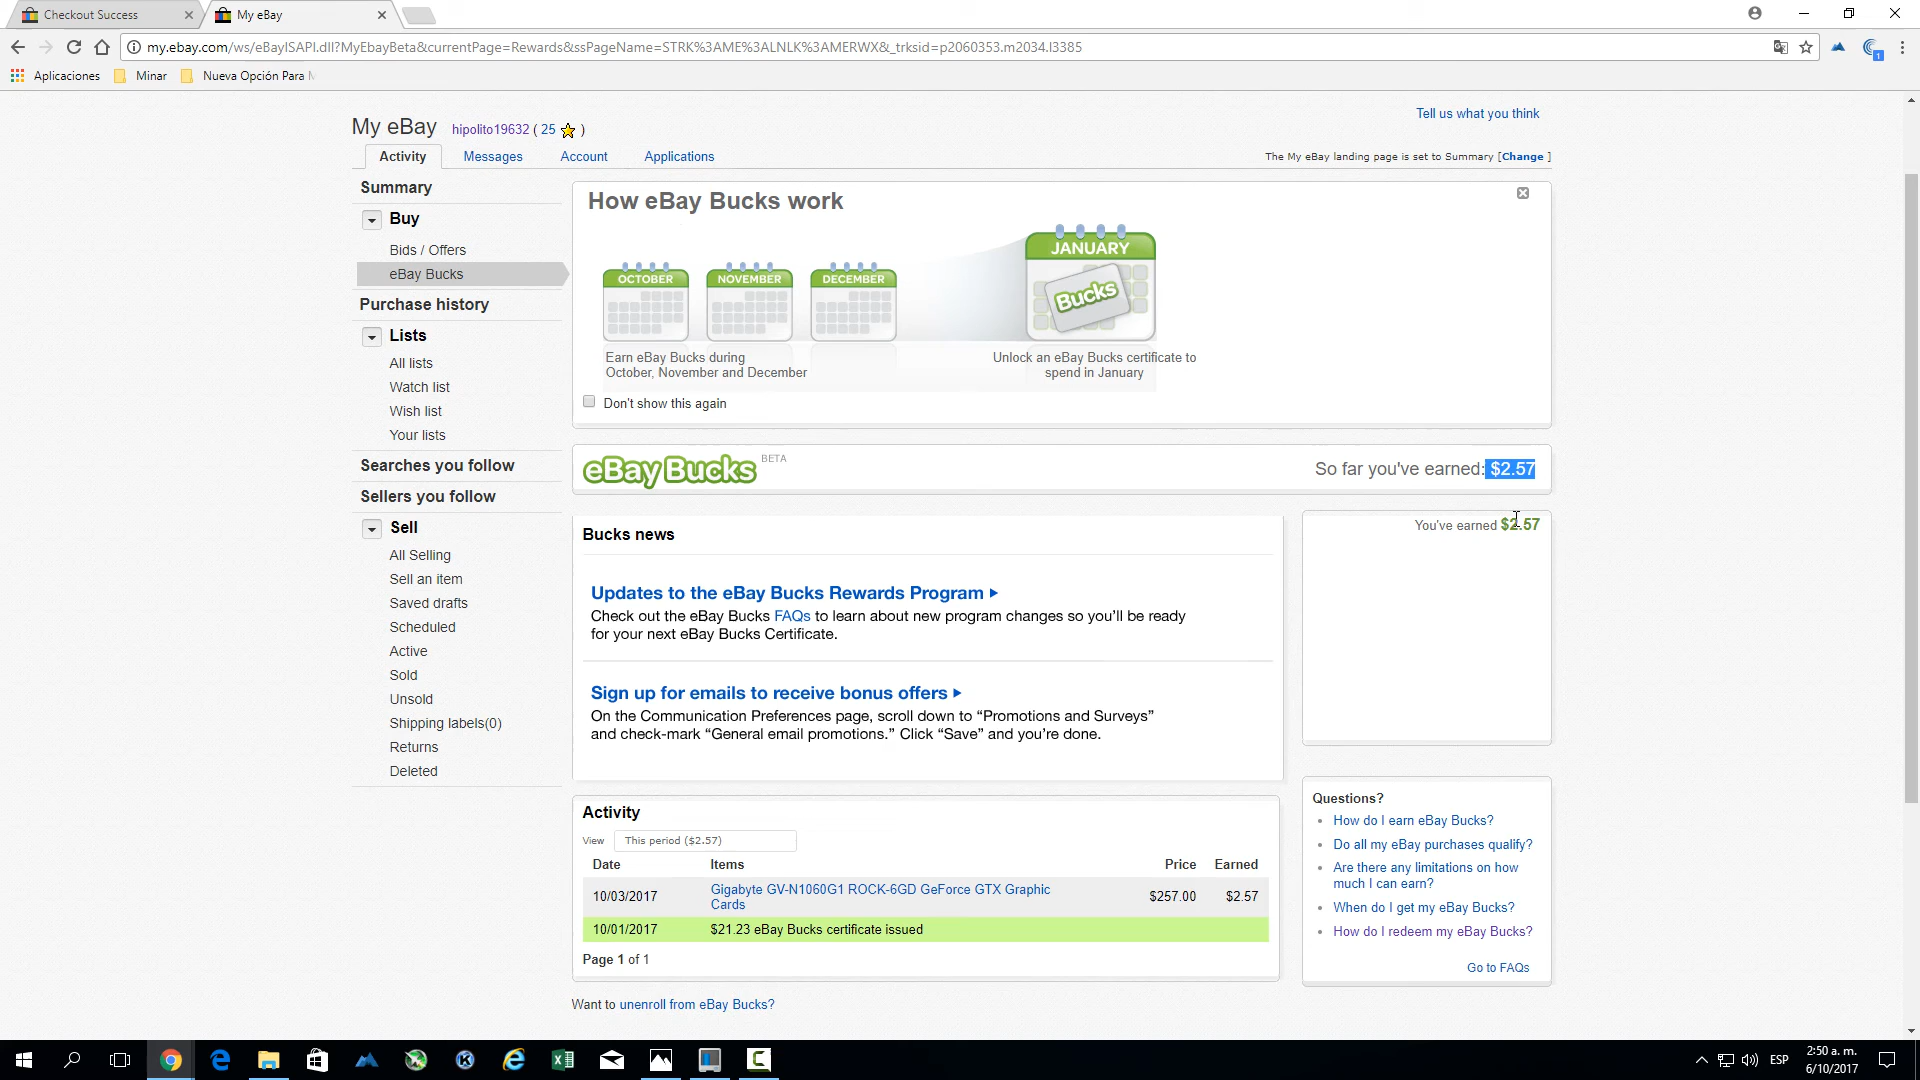 Checkout Success
My eBay
my.ebay.com/ws/eBayISAPI.dll?MyEbayBeta&currentPage=Rewards&ssPageName=STRK%3AME%3ALNLK%3AMERWX&_trksid=p2060353.m2034.l3385
Aplicaciones
Minar
Nueva Opción Para
Tell us what you think
My eBay hipolito19632 ( 25 )
Activity
Messages
Account
Applications
The My eBay landing page is set to Summary [Change ]
Summary
Buy
Bids / Offers
eBay Bucks
Purchase history
Lists
All lists
Watch list
Wish list
Your lists
Searches you follow
Sellers you follow
Sell
All Selling
Sell an item
Saved drafts
Scheduled
Active
Sold
Unsold
Shipping labels(0)
Returns
Deleted
How eBay Bucks work
OCTOBER
NOVEMBER
DECEMBER
JANUARY
Bucks
Earn eBay Bucks during
October, November and December
Unlock an eBay Bucks certificate to
spend in January
Don't show this again
eBay Bucks BETA
So far you've earned: $2.57
Bucks news
Updates to the eBay Bucks Rewards Program
Check out the eBay Bucks FAQs to learn about new program changes so you'll be ready
for your next eBay Bucks Certificate.
Sign up for emails to receive bonus offers
On the Communication Preferences page, scroll down to “Promotions and Surveys”
and check-mark “General email promotions.” Click “Save” and you're done.
You've earned $2.57
Activity
View This period ($2.57)
Date Items Price Earned
10/03/2017 Gigabyte GV-N1060G1 ROCK-6GD GeForce GTX Graphic
Cards $257.00 $2.57
10/01/2017 $21.23 eBay Bucks certificate issued
Page 1 of 1
Want to unenroll from eBay Bucks?
Questions?
How do I earn eBay Bucks?
Do all my eBay purchases qualify?
Are there any limitations on how
much I can earn?
When do I get my eBay Bucks?
How do I redeem my eBay Bucks?
Go to FAQs
ESP
2:50 a. m.
6/10/2017